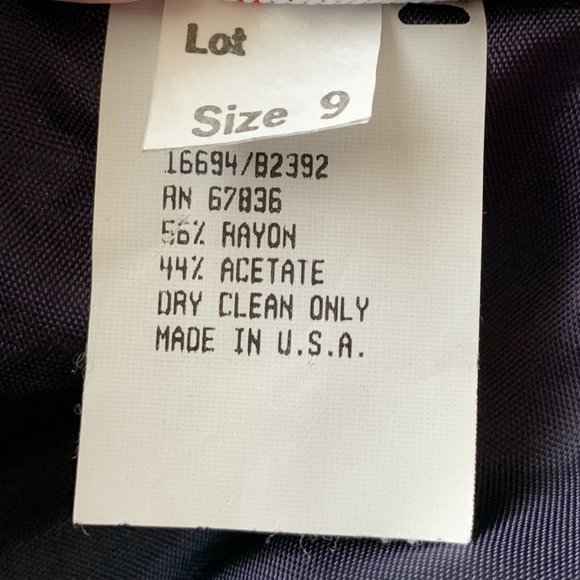 Lot
Size 9
16694/B2392
RN 67836
56% RAYON
44% ACETATE
DRY CLEAN ONLY
MADE IN U.S.A.